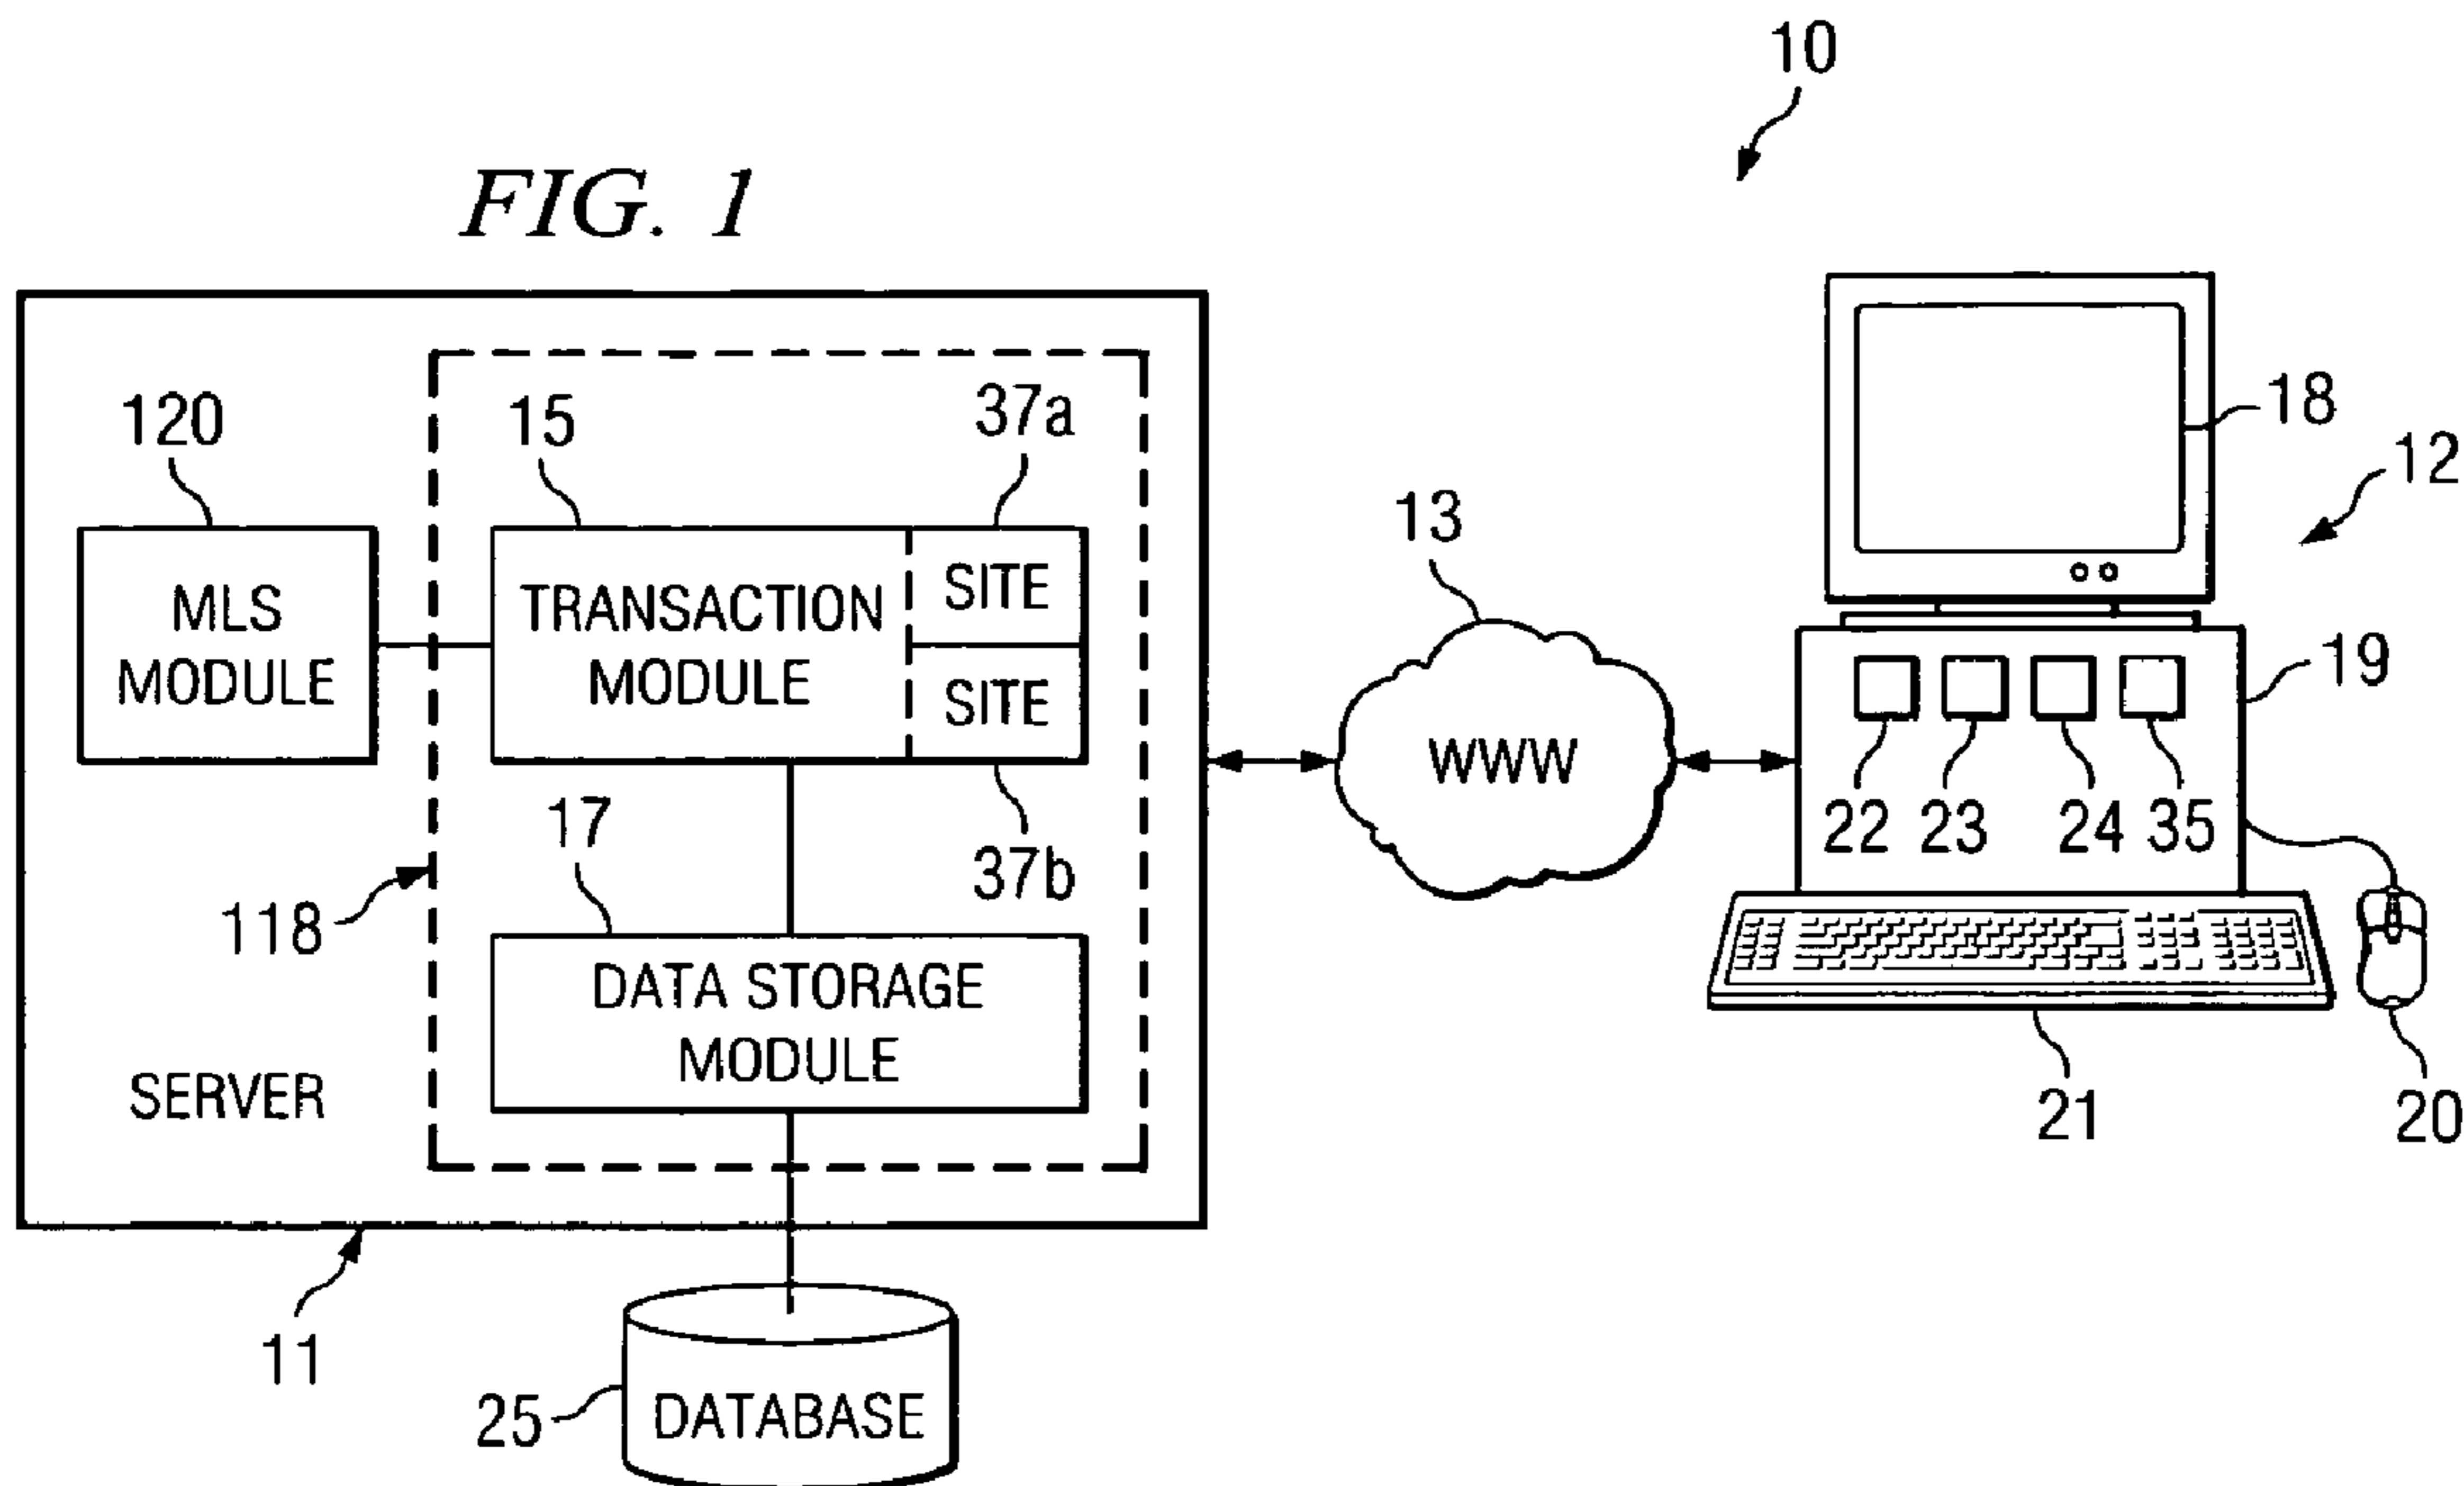 10
FIG. 1
120
15
37a
18
12
13
MLS
MODULE
TRANSACTION
MODULE
SITE
SITE
WWW
19
22
23
24
35
17
37b
118
DATA STORAGE
MODULE
SERVER
21
20
11
25
DATABASE